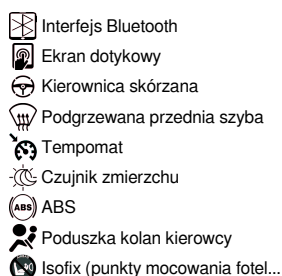 Interfejs Bluetooth
Ekran dotykowy
Kierownica skórzana
Podgrzewana przednia szyba
Tempomat
Czujnik zmierzchu
ABS ABS
Poduszka kolan kierowcy
Isofix (punkty mocowania fotel...